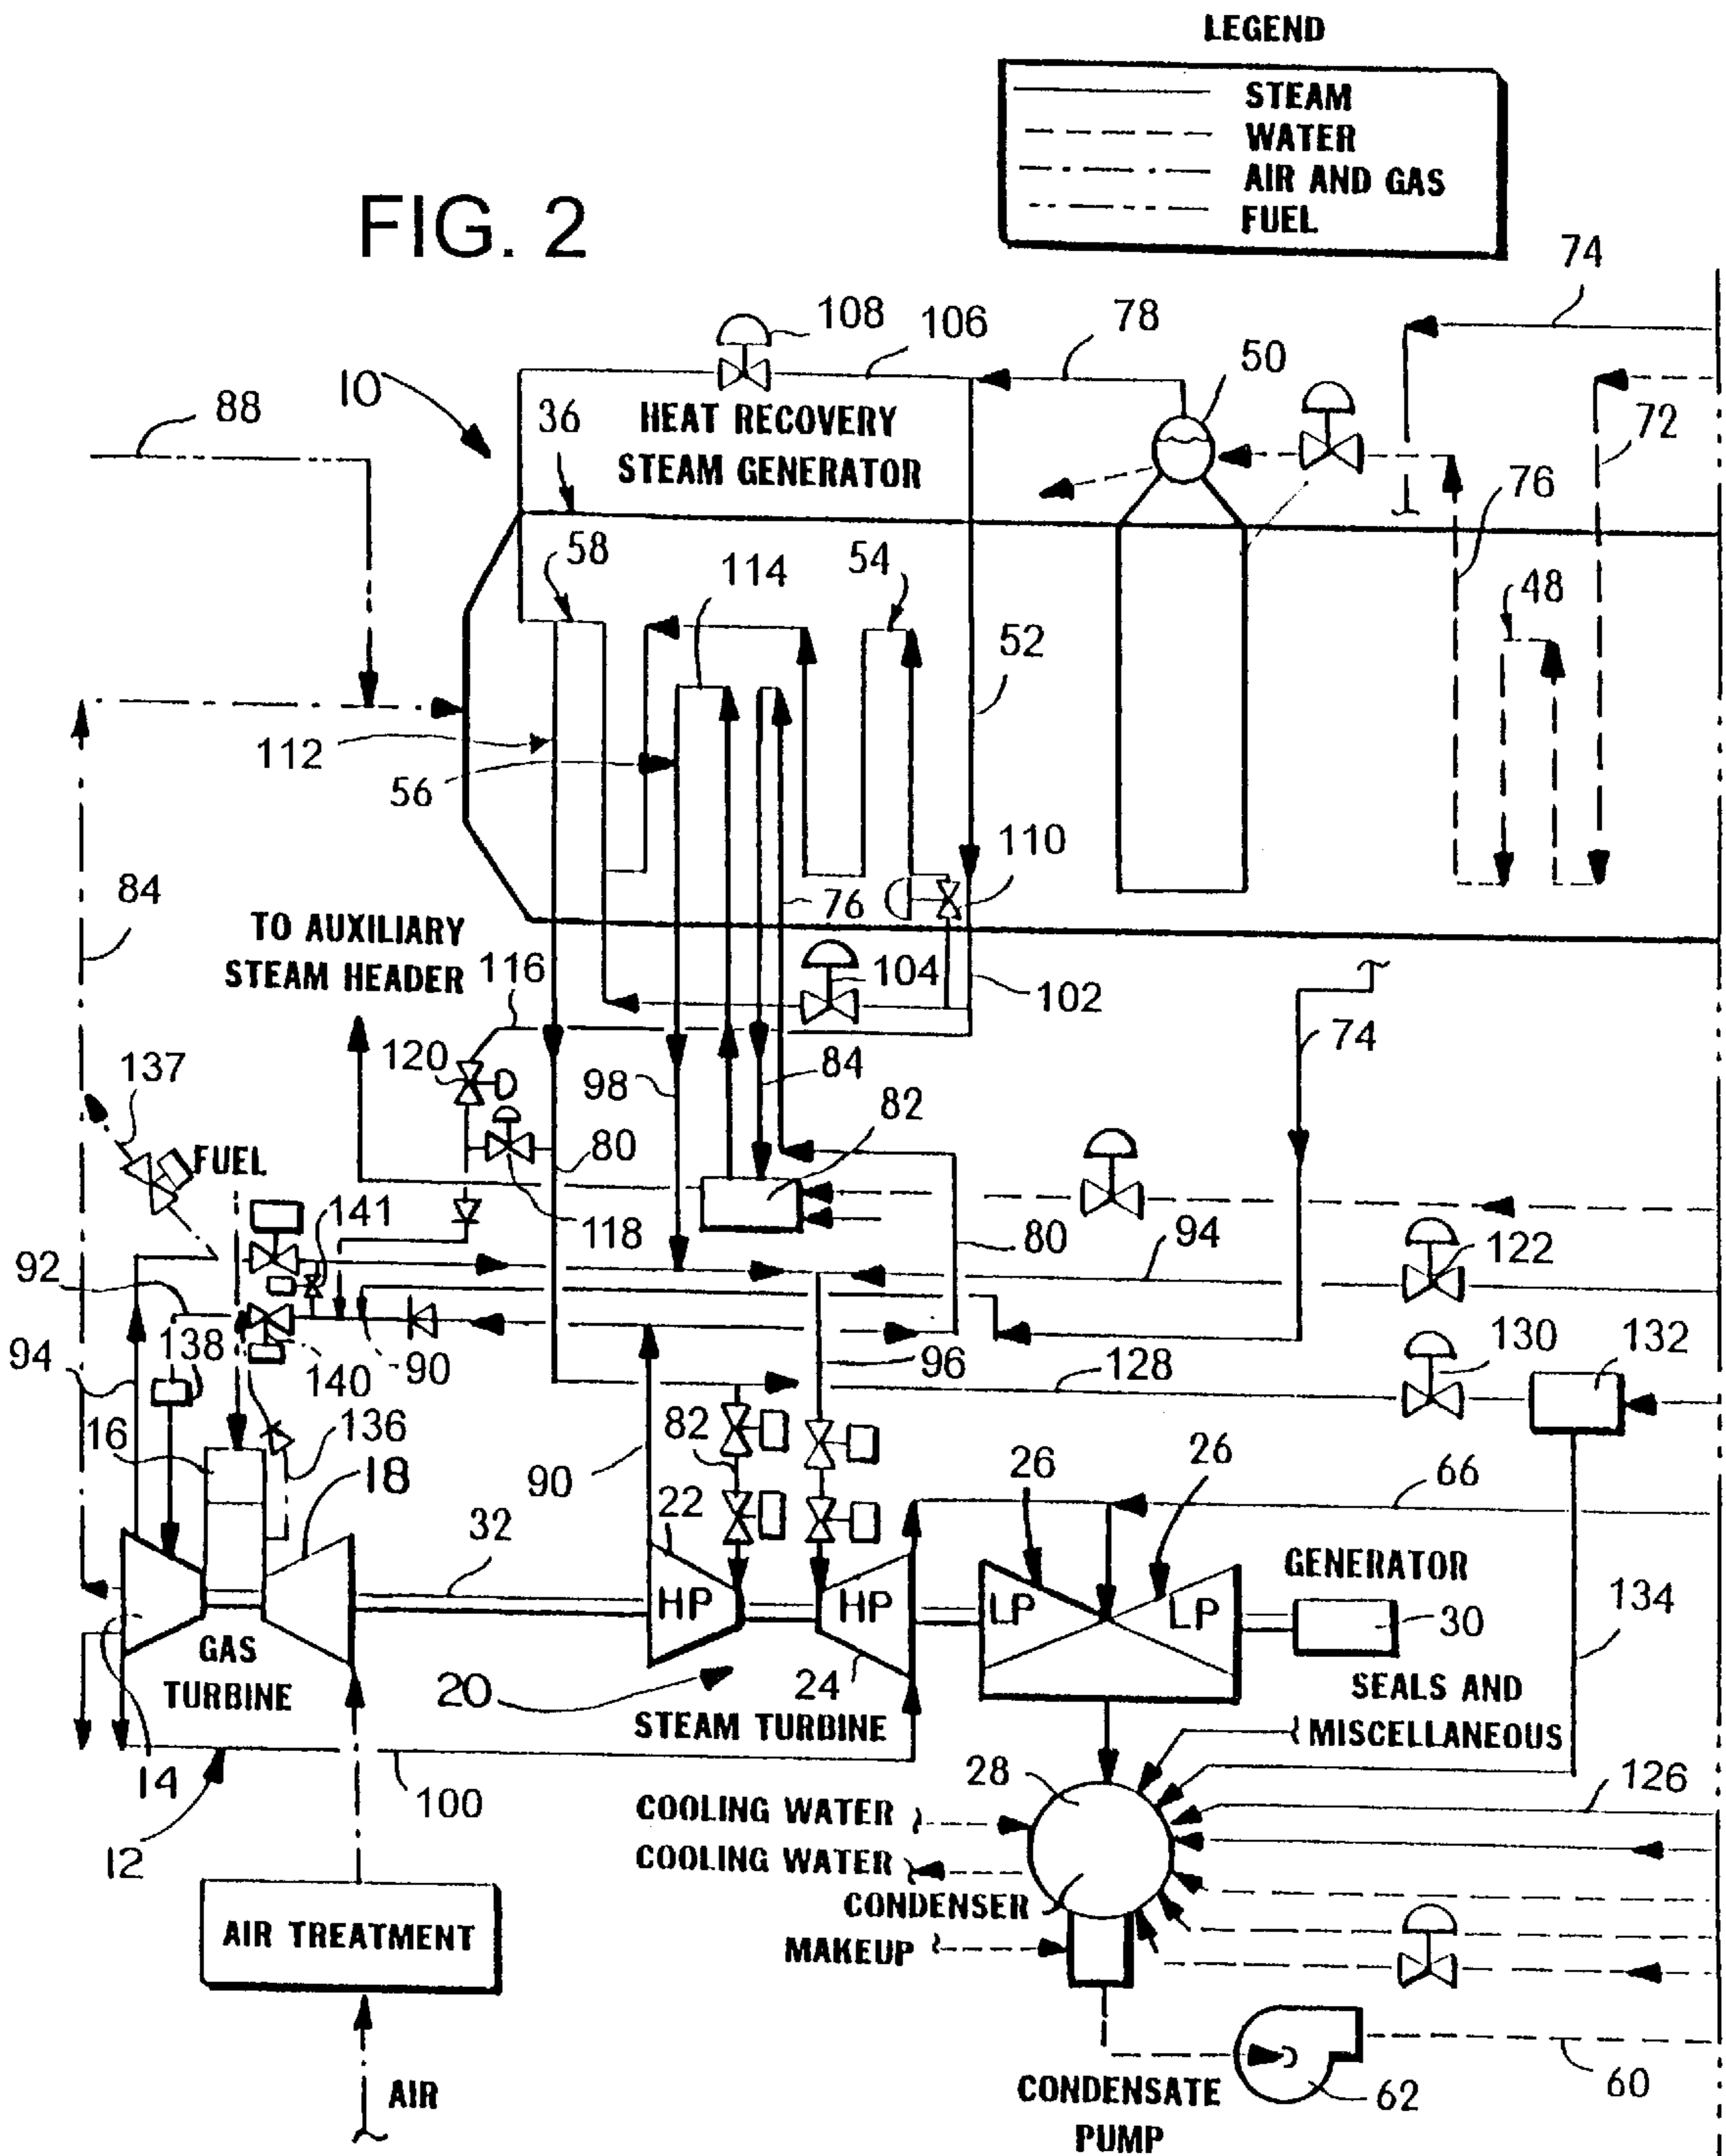 LEGEND
STEAM
WATER
AIR AND GAS
FUEL
FIG. 2
74
108
106
78
50
88
10
36
HEAT RECOVERY
STEAM GENERATOR
72
76
58
114
54
48
52
112
56
110
84
76
TO AUXILIARY
STEAM HEADER
116
104
102
74
120
98
84
82
137
FUEL
80
141
118
80
94
122
92
138
94
140
90
96
128
130
132
16
136
18
82
90
22
26
26
66
32
HP
HP
LP
LP
GENERATOR
30
134
GAS
TURBINE
20
24
STEAM TURBINE
SEALS AND
MISCELLANEOUS
14
100
28
126
12
COOLING WATER
COOLING WATER
CONDENSER
MAKEUP
AIR TREATMENT
AIR
CONDENSATE
PUMP
62
60